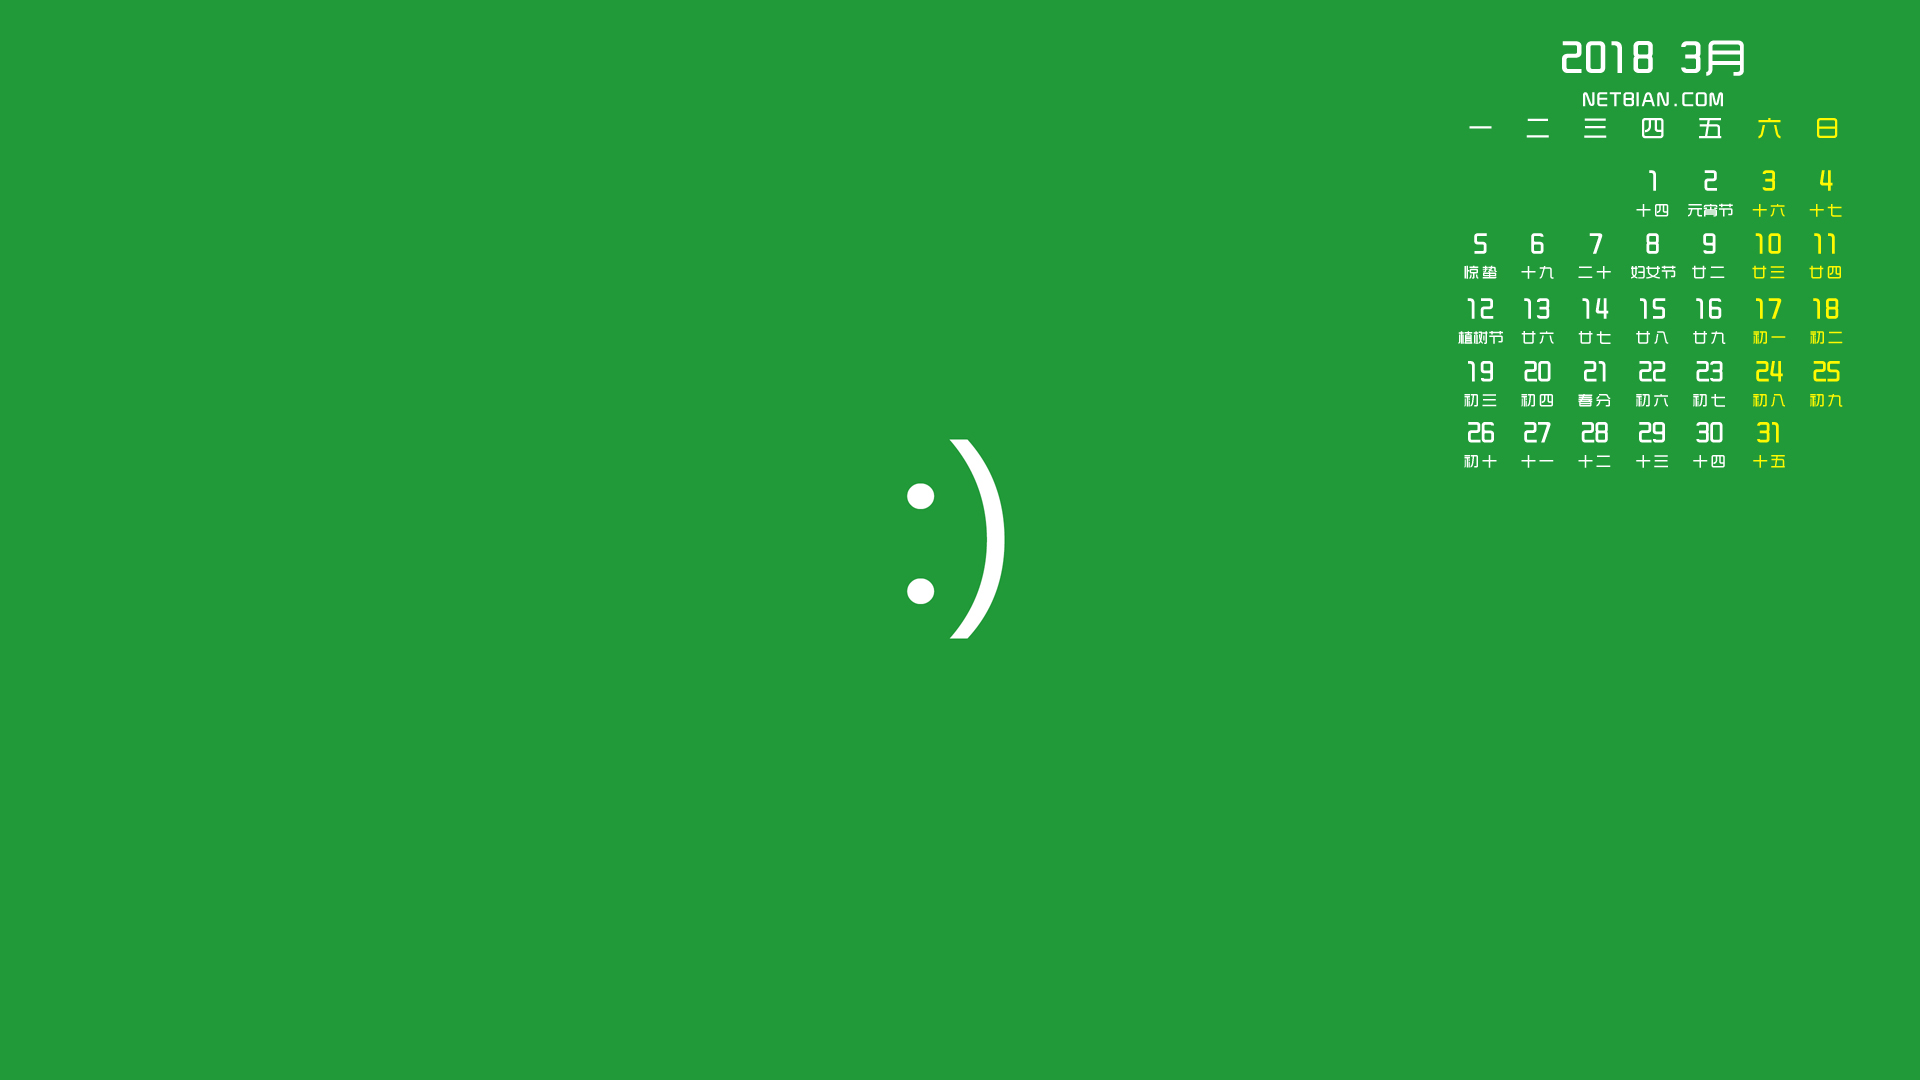 2018 3月
NETBIAN.COM
一 二 三 四 五 六 日
1 2 3 4
十四 元宵节 十六 十七
5 6 7 8 9 10 11
惊蛰 十九 二十 妇女节 廿二 廿三 廿四
12 13 14 15 16 17 18
植树节 廿六 廿七 廿八 廿九 初一 初二
19 20 21 22 23 24 25
初三 初四 春分 初六 初七 初八 初九
26 27 28 29 30 31
初十 十一 十二 十三 十四 十五
:)